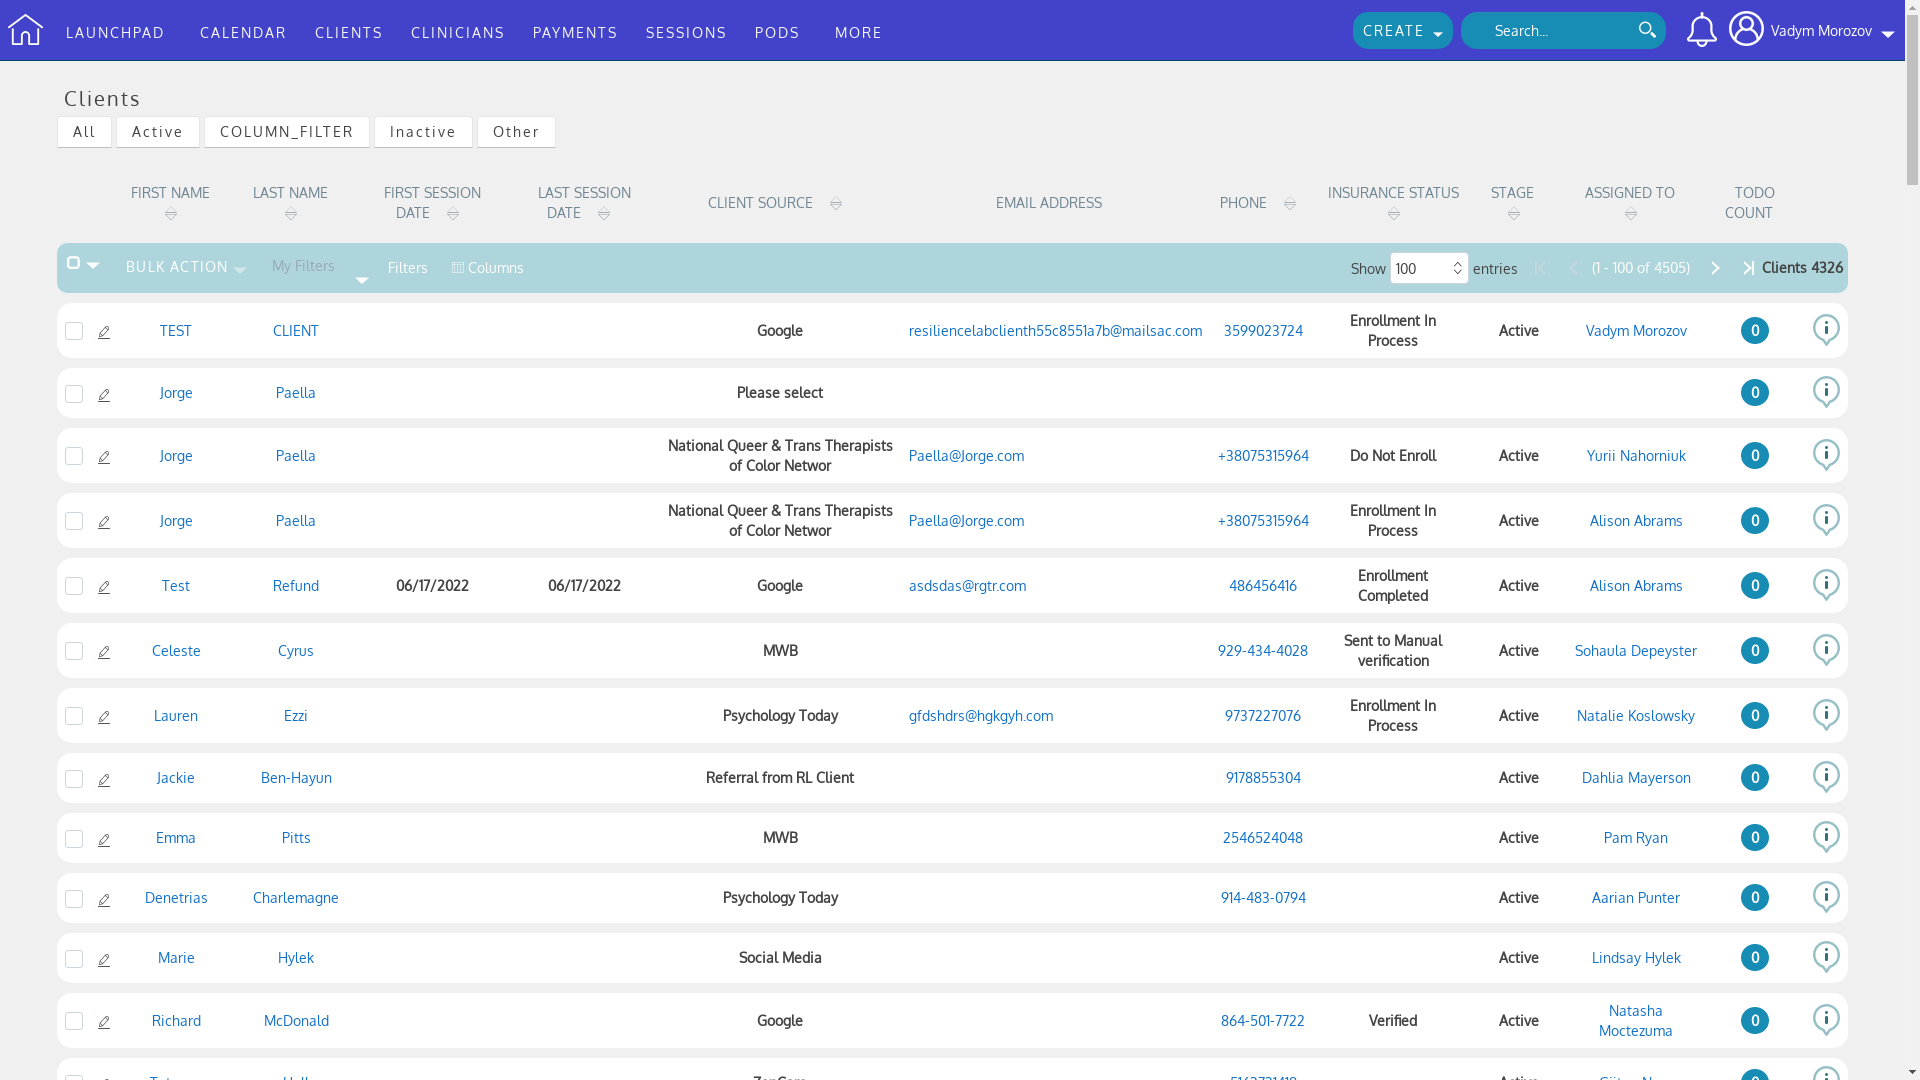 LAUNCHPAD CALENDAR CLIENTS CLINICIANS PAYMENTS SESSIONS PODS MORE CREATE Search... Vadym Morozov
Clients
All Active COLUMN_FILTER Inactive Other
FIRST NAME LAST NAME FIRST SESSION DATE LAST SESSION DATE CLIENT SOURCE EMAIL ADDRESS PHONE INSURANCE STATUS STAGE ASSIGNED TO TODO COUNT
BULK ACTION My Filters Filters Columns Show 100 entries (1 - 100 of 4505) Clients 4326
TEST CLIENT Google resiliencelabclienth55c8551a7b@mailsac.com 3599023724 Enrollment In Process Active Vadym Morozov 0
Jorge Paella Please select 0
Jorge Paella National Queer & Trans Therapists of Color Networ Paella@Jorge.com +38075315964 Do Not Enroll Active Yurii Nahorniuk 0
Jorge Paella National Queer & Trans Therapists of Color Networ Paella@Jorge.com +38075315964 Enrollment In Process Active Alison Abrams 0
Test Refund 06/17/2022 06/17/2022 Google asdsdas@rgtr.com 486456416 Enrollment Completed Active Alison Abrams 0
Celeste Cyrus MWB 929-434-4028 Sent to Manual verification Active Sohaula Depeyster 0
Lauren Ezzi Psychology Today gfdshdrs@hgkgyh.com 9737227076 Enrollment In Process Active Natalie Koslowsky 0
Jackie Ben-Hayun Referral from RL Client 9178855304 Active Dahlia Mayerson 0
Emma Pitts MWB 2546524048 Active Pam Ryan 0
Denetrias Charlemagne Psychology Today 914-483-0794 Active Aarian Punter 0
Marie Hylek Social Media Active Lindsay Hylek 0
Richard McDonald Google 864-501-7722 Verified Active Natasha Moctezuma 0